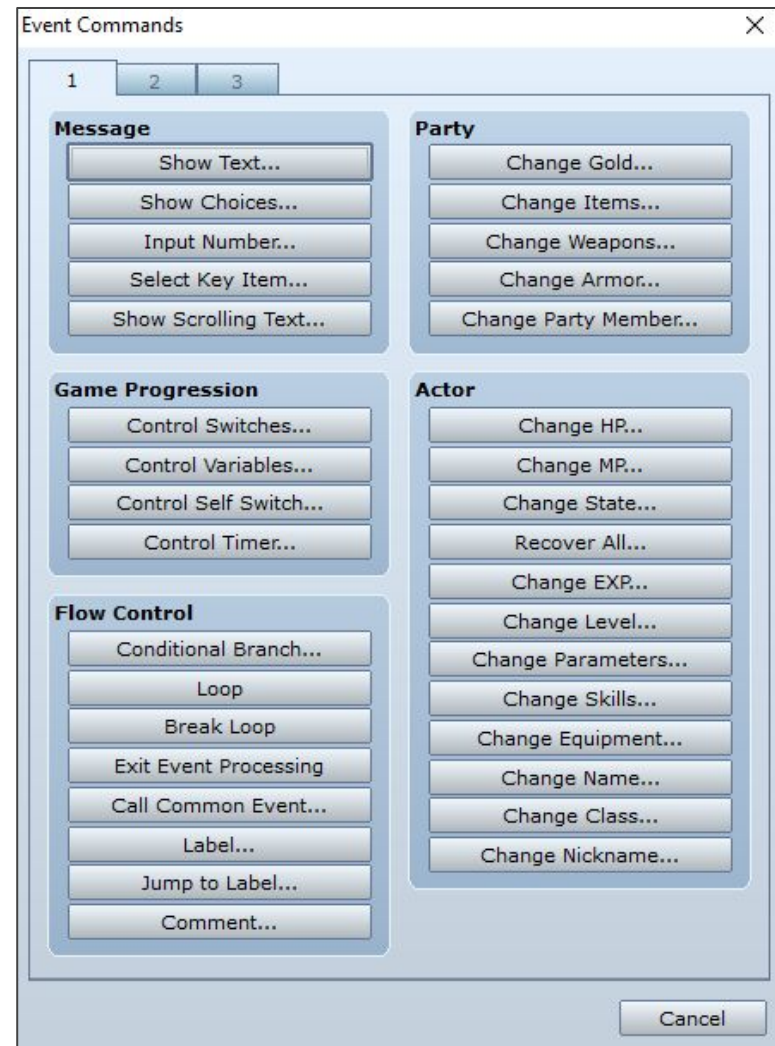 Event Commands
1
2
3
Message
Show Text...
Show Choices...
Input Number...
Select Key Item...
Show Scrolling Text...
Game Progression
Control Switches...
Control Variables...
Control Self Switch...
Control Timer...
Flow Control
Conditional Branch...
Loop
Break Loop
Exit Event Processing
Call Common Event...
Label...
Jump to Label...
Comment...
Party
Change Gold...
Change Items...
Change Weapons...
Change Armor...
Change Party Member...
Actor
Change HP...
Change MP...
Change State...
Recover All...
Change EXP...
Change Level...
Change Parameters...
Change Skills...
Change Equipment...
Change Name...
Change Class...
Change Nickname...
Cancel